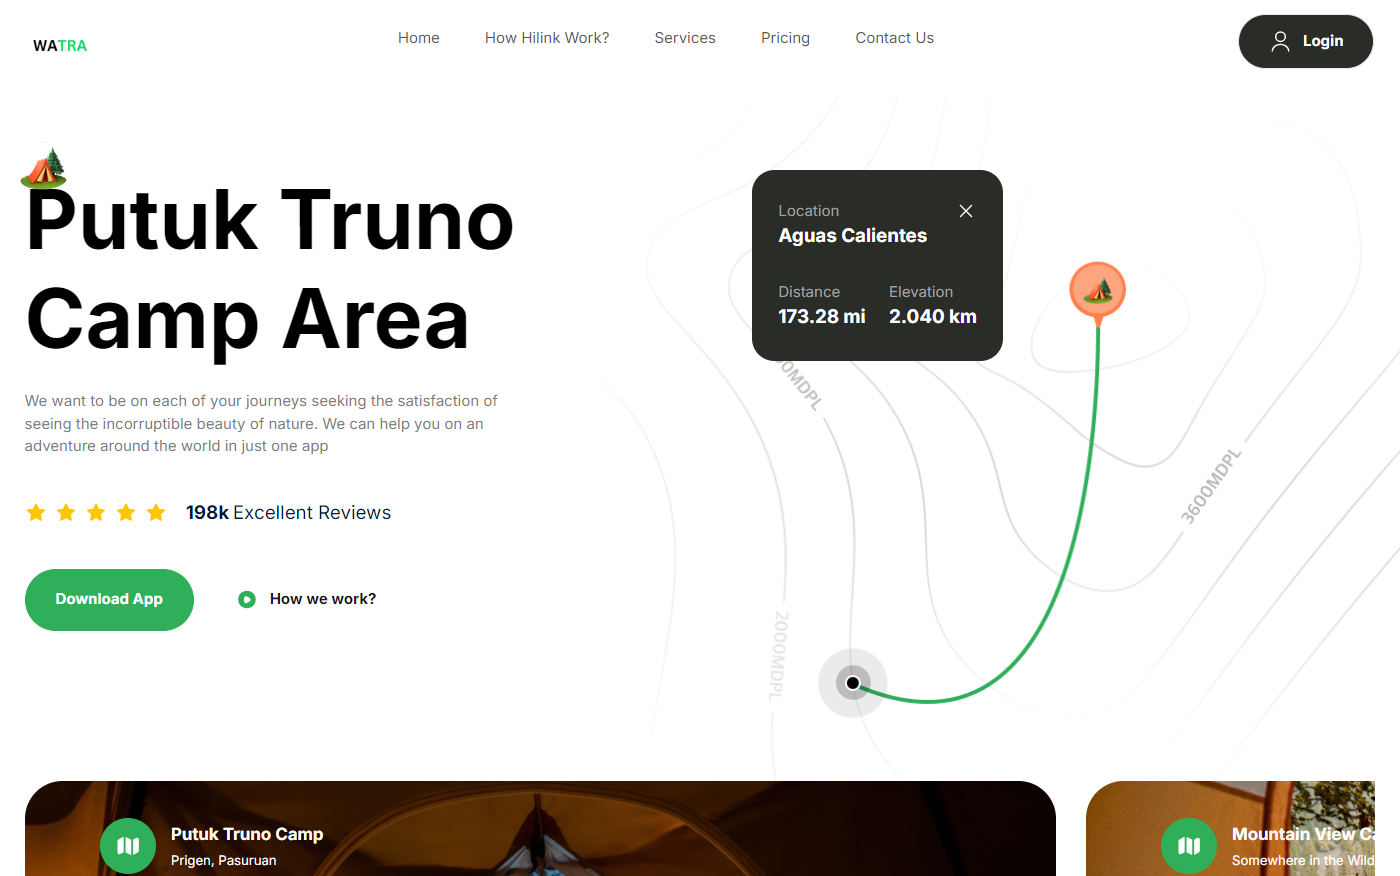 WATRA
Home
How Hilink Work?
Services
Pricing
Contact Us
Login
Putuk Truno
Camp Area
We want to be on each of your journeys seeking the satisfaction of
seeing the incorruptible beauty of nature. We can help you on an
adventure around the world in just one app
198k Excellent Reviews
Download App
How we work?
Location
Aguas Calientes
Distance
173.28 mi
Elevation
2.040 km
0MDPL
3600MDPL
2000MDPL
Putuk Truno Camp
Prigen, Pasuruan
Mountain View Ca
Somewhere in the Wild